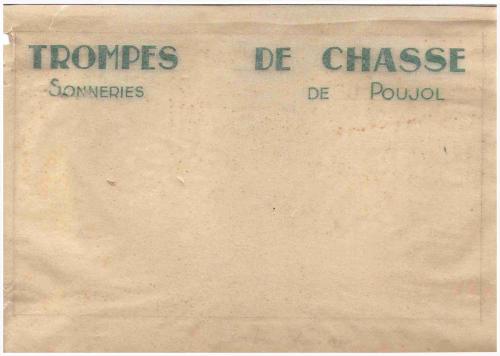 TROMPES DE CHASSE
SONNERIES DE POUJOL